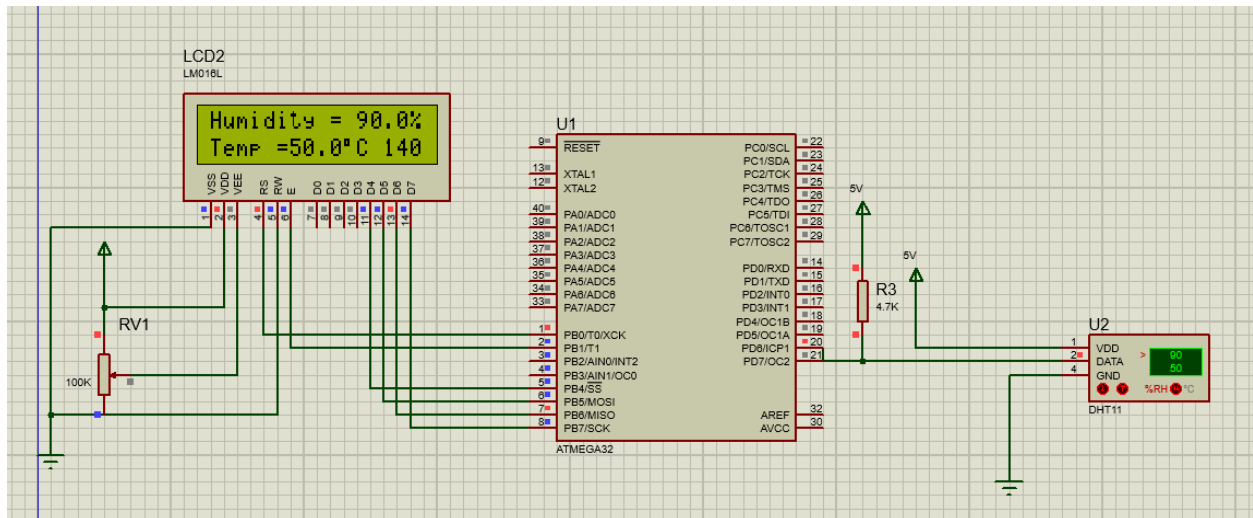 LCD2
LM016L
Humidity = 90.0%
Temp =50.0°C 140
VSS
VDD
VEE
RS
RW
E
D0
D1
D2
D3
D4
D5
D6
D7
1
2
3
4
5
6
7
8
9
10
11
12
13
14
RV1
100K
U1
9 RESET
13 XTAL1
12 XTAL2
40 PA0/ADC0
39 PA1/ADC1
38 PA2/ADC2
37 PA3/ADC3
36 PA4/ADC4
35 PA5/ADC5
34 PA6/ADC6
33 PA7/ADC7
1 PB0/T0/XCK
2 PB1/T1
3 PB2/AIN0/INT2
4 PB3/AIN1/OC0
5 PB4/SS
6 PB5/MOSI
7 PB6/MISO
8 PB7/SCK
PC0/SCL 22
PC1/SDA 23
PC2/TCK 24
PC3/TMS 25
PC4/TDO 26
PC5/TDI 27
PC6/TOSC1 28
PC7/TOSC2 29
PD0/RXD 14
PD1/TXD 15
PD2/INT0 16
PD3/INT1 17
PD4/OC1B 18
PD5/OC1A 19
PD6/ICP1 20
PD7/OC2 21
AREF 32
AVCC 30
ATMEGA32
5V
R3
4.7K
5V
U2
1 VDD
2 DATA
4 GND
>
90
50
%RH °C
DHT11